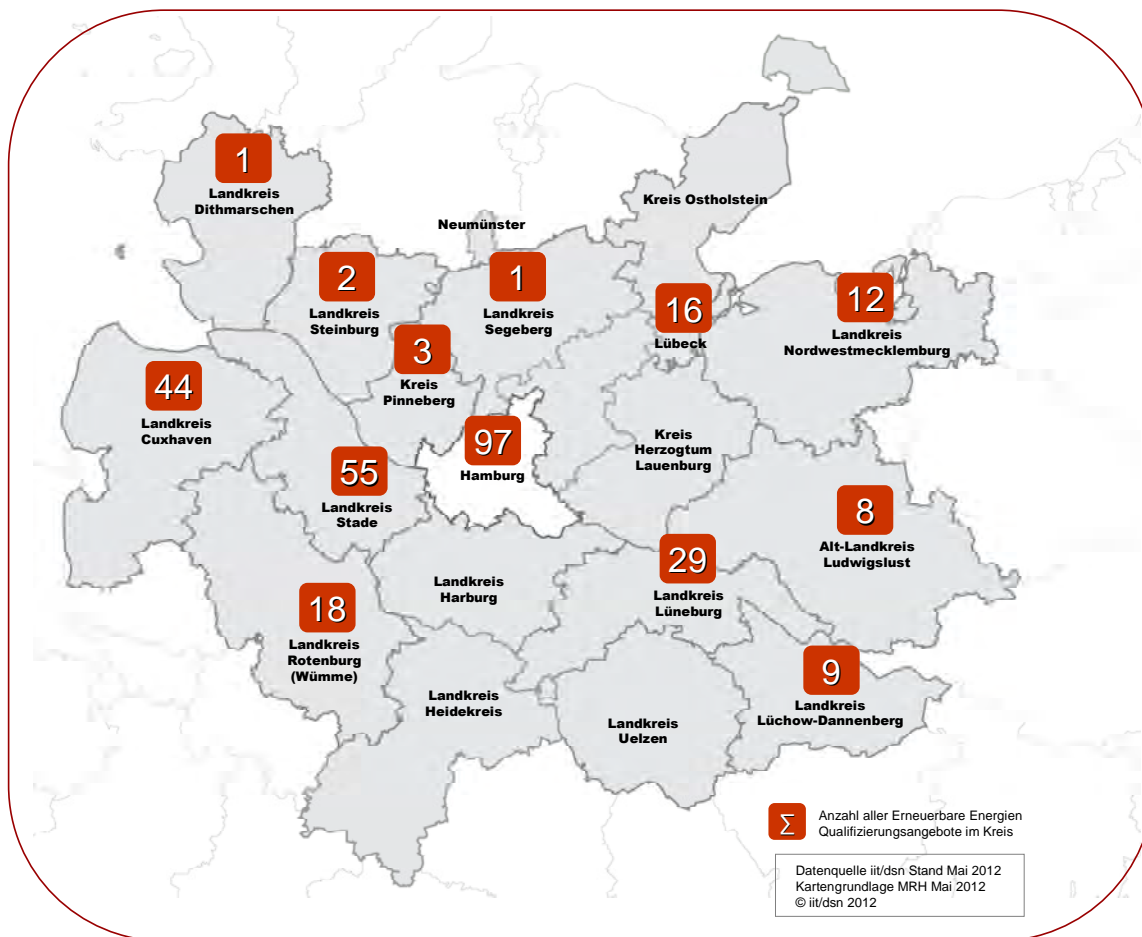 1
Landkreis
Dithmarschen
Kreis Ostholstein
Neumünster
2
Landkreis
Steinburg
1
Landkreis
Segeberg
16
Lübeck
12
Landkreis
Nordwestmecklemburg
3
Kreis
Pinneberg
44
Landkreis
Cuxhaven
97
Hamburg
Kreis
Herzogtum
Lauenburg
55
Landkreis
Stade
8
Alt-Landkreis
Ludwigslust
29
Landkreis
Lüneburg
Landkreis
Harburg
18
Landkreis
Rotenburg
(Wümme)
9
Landkreis
Lüchow-Dannenberg
Landkreis
Heidekreis
Landkreis
Uelzen
∑
Anzahl aller Erneuerbare Energien
Qualifizierungsangebote im Kreis
Datenquelle iit/dsn Stand Mai 2012
Kartengrundlage MRH Mai 2012
© iit/dsn 2012